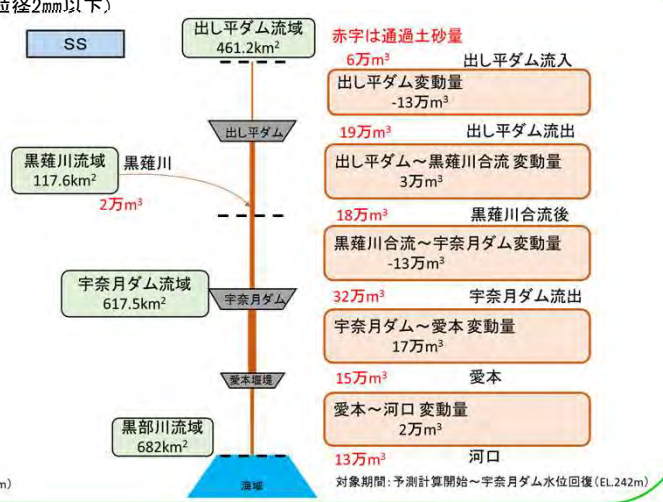 位径2mm以下)
SS
出し平ダム流域
461.2km²
赤字は通過土砂量
6万m³
出し平ダム流入
出し平ダム変動量
-13万m³
出し平ダム
19万m³
出し平ダム流出
黒薙川流域
117.6km²
黒薙川
2万m³
出し平ダム～黒薙川合流 変動量
3万m³
18万m³
黒薙川合流後
黒薙川合流～宇奈月ダム変動量
-13万m³
宇奈月ダム流域
617.5km²
宇奈月ダム
32万m³
宇奈月ダム流出
宇奈月ダム～愛本 変動量
17万m³
愛本堰堤
15万m³
愛本
愛本～河口 変動量
2万m³
黒部川流域
682km²
13万m³
河口
海域
対象期間:予測計算開始～宇奈月ダム水位回復(EL.242m)
m)